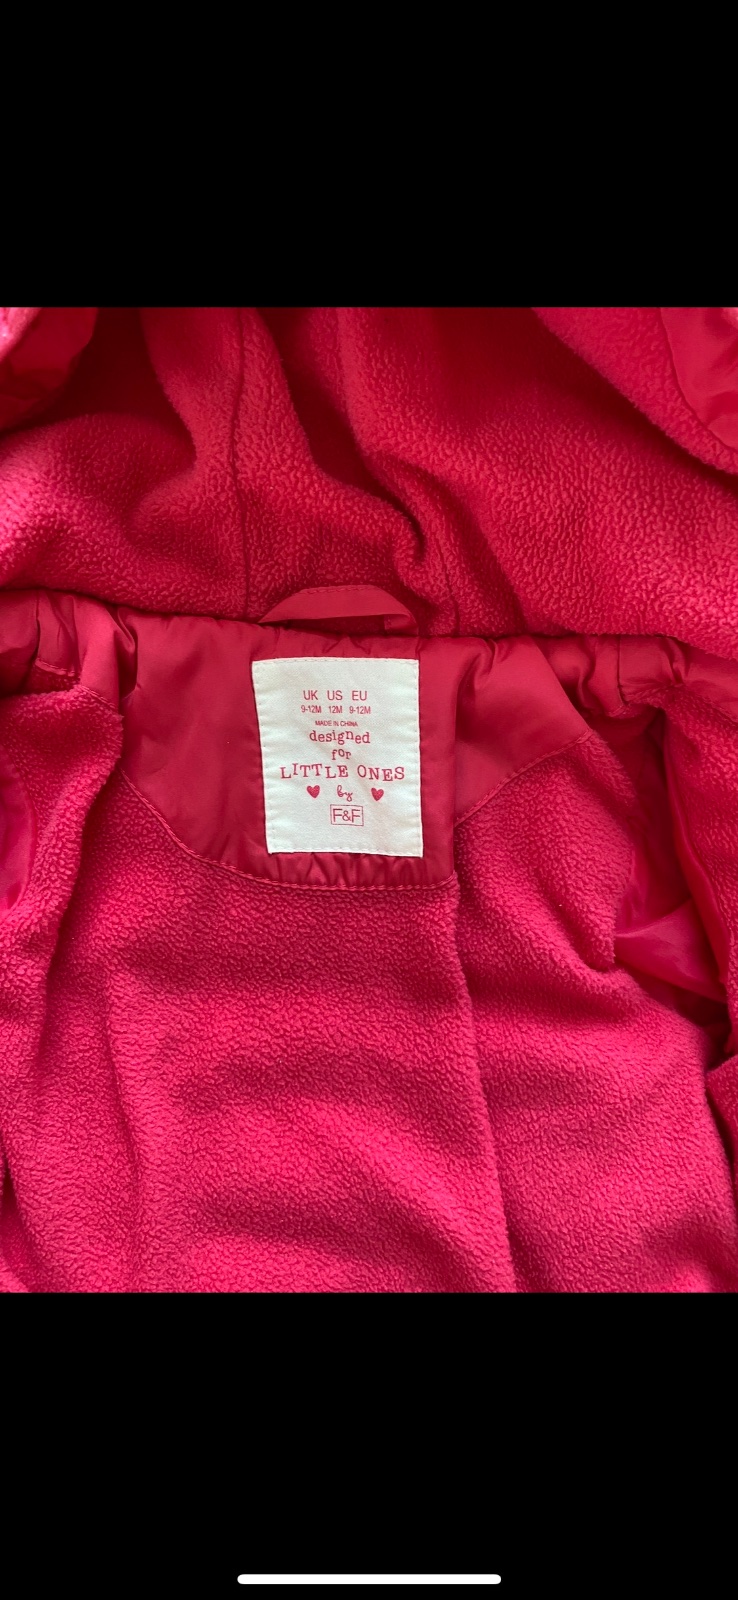 UK US EU
9-12M 12M 9-12M
MADE IN CHINA
designed
for
LITTLE ONES
by
F&F